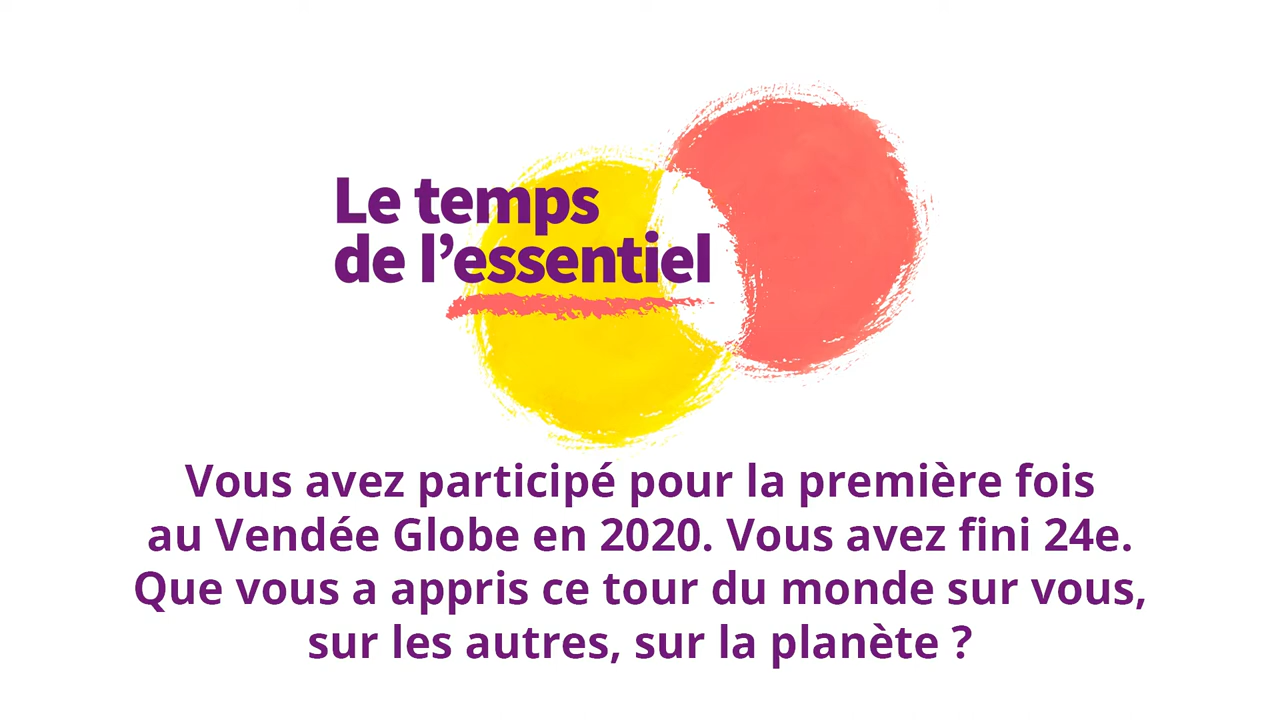 Le temps
de l’essentiel
Vous avez participé pour la première fois
au Vendée Globe en 2020. Vous avez fini 24e.
Que vous a appris ce tour du monde sur vous,
sur les autres, sur la planète ?